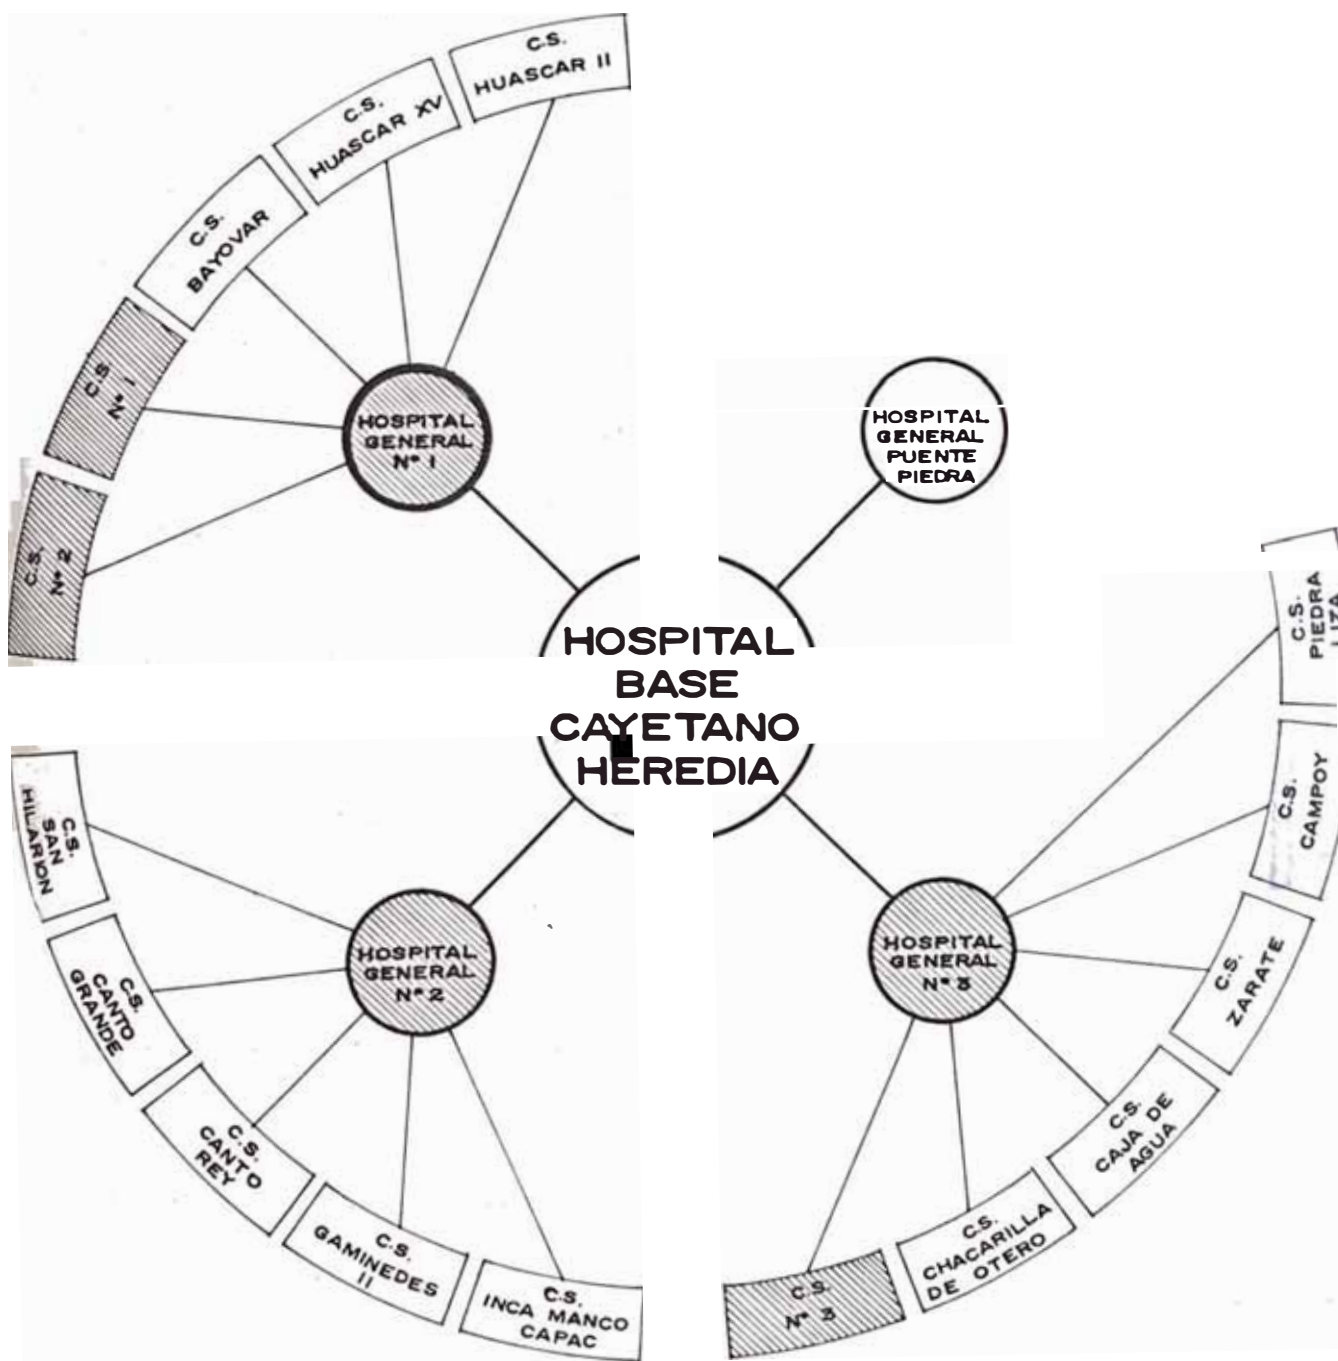 C.S.
HUASCAR II
C.S.
HUASCAR XV
C.S.
BAYOVAR
C.S.
Nº 1
C.S.
Nº 2
HOSPITAL
GENERAL
Nº 1
HOSPITAL
GENERAL
PUENTE
PIEDRA
HOSPITAL
BASE
CAYETANO
HEREDIA
C.S.
PIEDRA
C.S.
CAMPOY
C.S.
ZARATE
C.S.
CAJA DE
AGUA
C.S.
CHACARILLA
DE OTERO
C.S.
Nº 3
HOSPITAL
GENERAL
Nº 3
HOSPITAL
GENERAL
Nº 2
C.S.
SAN
HILARION
C.S.
CANTO
GRANDE
C.S.
CANTO
REY
C.S.
GAMINEDES
II
C.S.
INCA MANCO
CAPAC